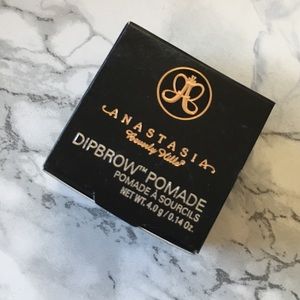 ANASTASIA
Beverly Hills
DIPBROW™ POMADE
POMADE À SOURCILS
NET WT. 4.0 g / 0.14 Oz.